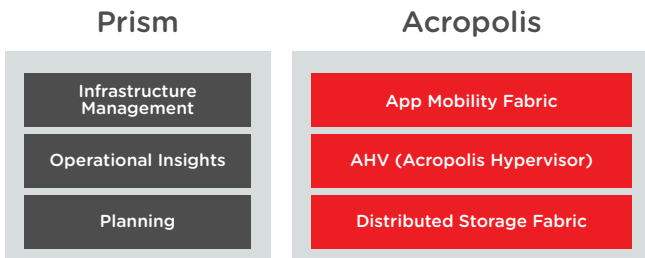 Prism
Infrastructure
Management
Operational Insights
Planning
Acropolis
App Mobility Fabric
AHV (Acropolis Hypervisor)
Distributed Storage Fabric